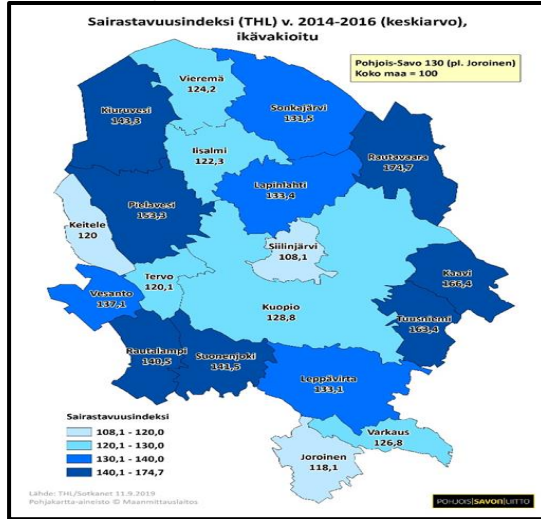 Sairastavuusindeksi (THL) v. 2014-2016 (keskiarvo),
ikävakioitu
Pohjois-Savo 130 (pl. Joroinen)
Koko maa = 100
Vieremä
124,2
Kiuruvesi
143,3
Sonkajärvi
131,5
Iisalmi
122,3
Rautavaara
174,7
Lapinlahti
133,4
Pielavesi
153,3
Keitele
120
Siilinjärvi
108,1
Kaavi
166,4
Tervo
120,1
Vesanto
137,1
Kuopio
128,8
Tuusniemi
163,4
Rautalampi
140,5
Suonenjoki
141,5
Leppävirta
133,1
Varkaus
126,8
Joroinen
118,1
Sairastavuusindeksi
108,1 - 120,0
120,1 - 130,0
130,1 - 140,0
140,1 - 174,7
Lähde: THL/Sotkanet 11.9.2019
Pohjakartta-aineisto © Maanmittauslaitos
POHJOIS|SAVON|LIITTO